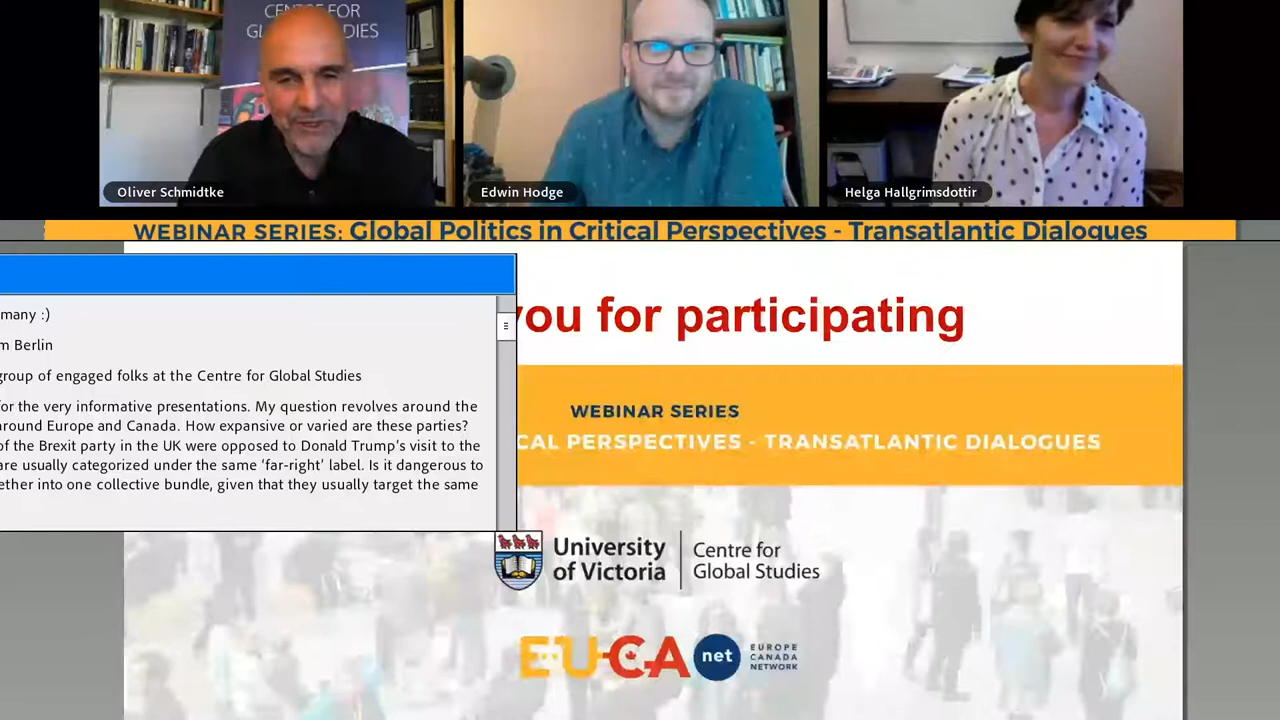 CENTRE FOR
GLOBAL STUDIES
Oliver Schmidtke
Edwin Hodge
Helga Hallgrimsdottir
WEBINAR SERIES: Global Politics in Critical Perspectives - Transatlantic Dialogues
many :)
m Berlin
group of engaged folks at the Centre for Global Studies
for the very informative presentations. My question revolves around the
around Europe and Canada. How expansive or varied are these parties?
of the Brexit party in the UK were opposed to Donald Trump's visit to the
are usually categorized under the same 'far-right' label. Is it dangerous to
ether into one collective bundle, given that they usually target the same
you for participating
WEBINAR SERIES
CAL PERSPECTIVES - TRANSATLANTIC DIALOGUES
University
of Victoria
Centre for
Global Studies
EU-CA
net
EUROPE
CANADA
NETWORK